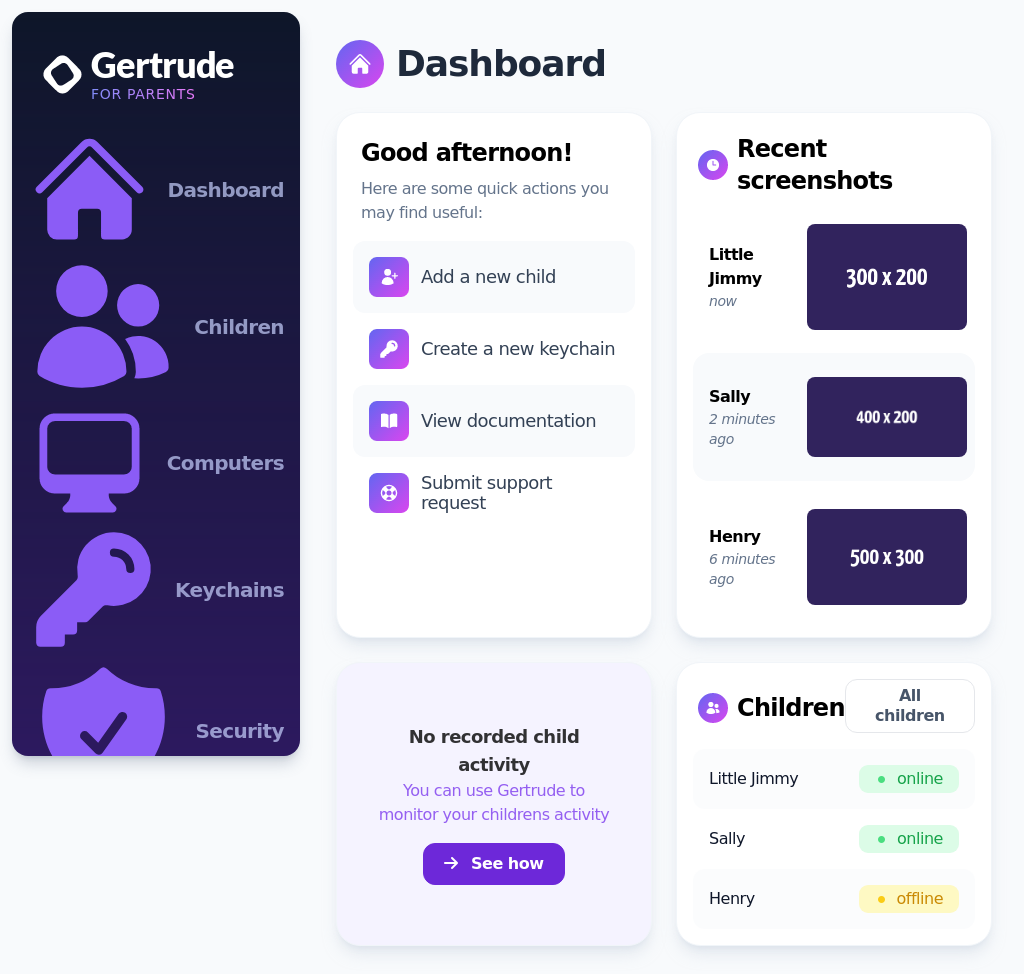 Gertrude
FOR PARENTS
Dashboard
Children
Computers
Keychains
Security
Dashboard
Good afternoon!
Here are some quick actions you
may find useful:
Add a new child
Create a new keychain
View documentation
Submit support
request
Recent
screenshots
Little
Jimmy
now
300 x 200
Sally
2 minutes
ago
400 x 200
Henry
6 minutes
ago
500 x 300
No recorded child
activity
You can use Gertrude to
monitor your childrens activity
See how
Children
All
children
Little Jimmy
online
Sally
online
Henry
offline